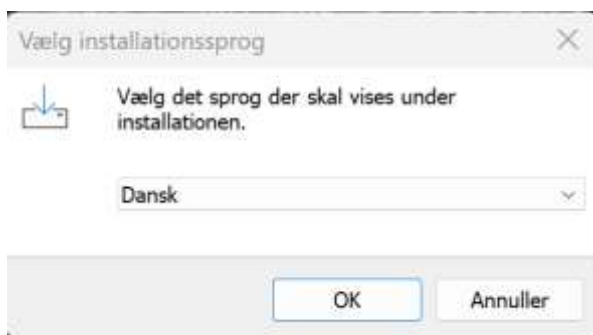 Vælg installationssprog
Vælg det sprog der skal vises under
installationen.
Dansk
OK
Annuller